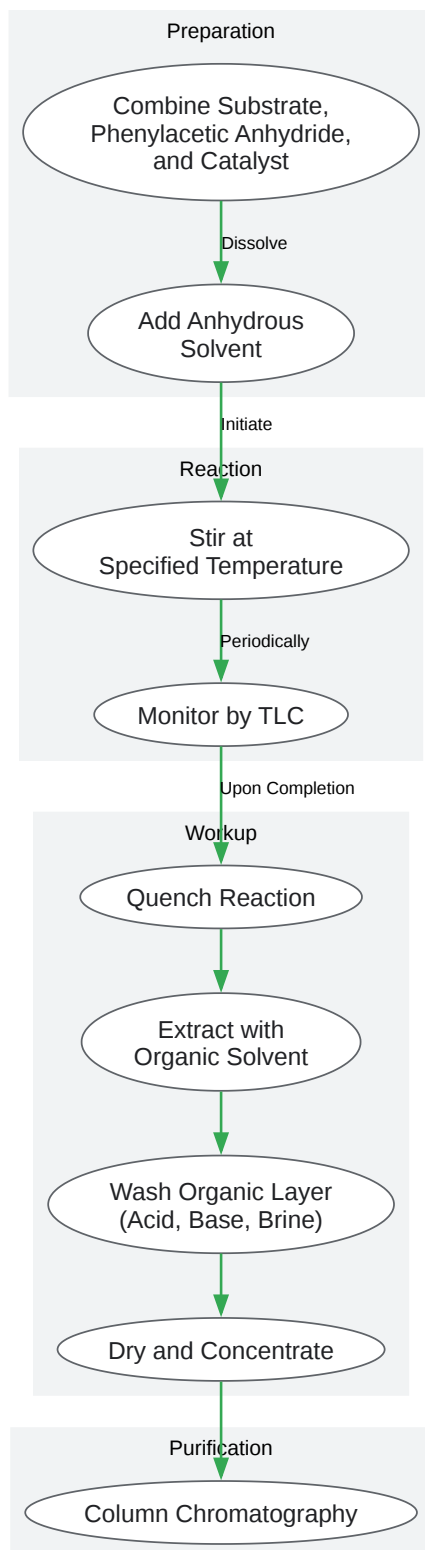 Preparation
Combine Substrate,
Phenylacetic Anhydride,
and Catalyst
Dissolve
Add Anhydrous
Solvent
Initiate
Reaction
Stir at
Specified Temperature
Periodically
Monitor by TLC
Upon Completion
Workup
Quench Reaction
Extract with
Organic Solvent
Wash Organic Layer
(Acid, Base, Brine)
Dry and Concentrate
Purification
Column Chromatography